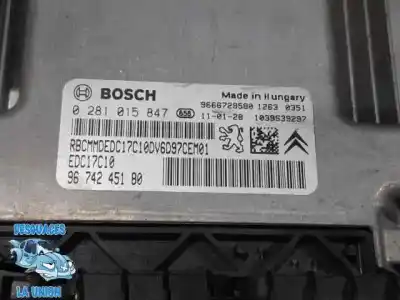 BOSCH
Made in Hungary
9666729580 1263 0351
0 281 015 847 656 11-01-28 1039S39297
RBCMMDEDC17C10DV6D97CEM01
EDC17C10
96 742 451 80
DESGUACES
LA UNION